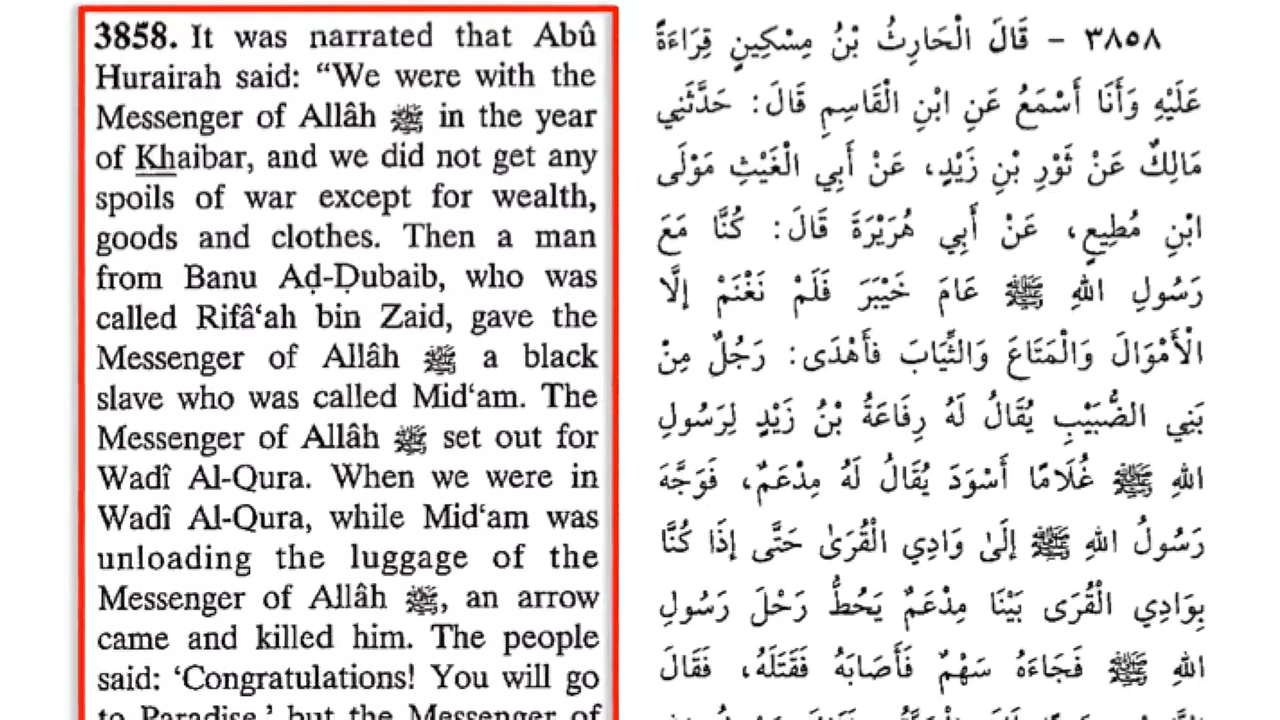 3858. It was narrated that Abû
Hurairah said: “We were with the
Messenger of Allâh ﷺ in the year
of Khaibar, and we did not get any
spoils of war except for wealth,
goods and clothes. Then a man
from Banu Aḍ-Ḍubaib, who was
called Rifâ‘ah bin Zaid, gave the
Messenger of Allâh ﷺ a black
slave who was called Mid‘am. The
Messenger of Allâh ﷺ set out for
Wadî Al-Qura. When we were in
Wadî Al-Qura, while Mid‘am was
unloading the luggage of the
Messenger of Allâh ﷺ, an arrow
came and killed him. The people
said: ‘Congratulations! You will go
to Paradise,’ but the Messenger of
٣٨٥٨ - قَالَ الْحَارِثُ بْنُ مِسْكِينٍ قِرَاءَةً
عَلَيْهِ وَأَنَا أَسْمَعُ عَنِ ابْنِ الْقَاسِمِ قَالَ: حَدَّثَنِي
مَالِكٌ عَنْ ثَوْرِ بْنِ زَيْدٍ، عَنْ أَبِي الْغَيْثِ مَوْلَى
ابْنِ مُطِيعٍ، عَنْ أَبِي هُرَيْرَةَ قَالَ: كُنَّا مَعَ
رَسُولِ اللهِ ﷺ عَامَ خَيْبَرَ فَلَمْ نَغْنَمْ إلَّا
الْأَمْوَالَ وَالْمَتَاعَ وَالثِّيَابَ فأَهْدَى: رَجُلٌ مِنْ
بَنِي الضُّبَيْبِ يُقَالُ لَهُ رِفَاعَةُ بْنُ زَيْدٍ لِرَسُولِ
اللهِ ﷺ غُلَامًا أَسْوَدَ يُقَالُ لَهُ مِدْعَمٌ، فَوَجَّهَ
رَسُولُ اللهِ ﷺ إلَىٰ وَادِي الْقُرَىٰ حَتَّى إذَا كُنَّا
بِوَادِي الْقُرَى بَيْنَا مِدْعَمٌ يَحُطُّ رَحْلَ رَسُولِ
اللهِ ﷺ فَجَاءَهُ سَهْمٌ فَأَصَابَهُ فَقَتَلَهُ، فَقَالَ